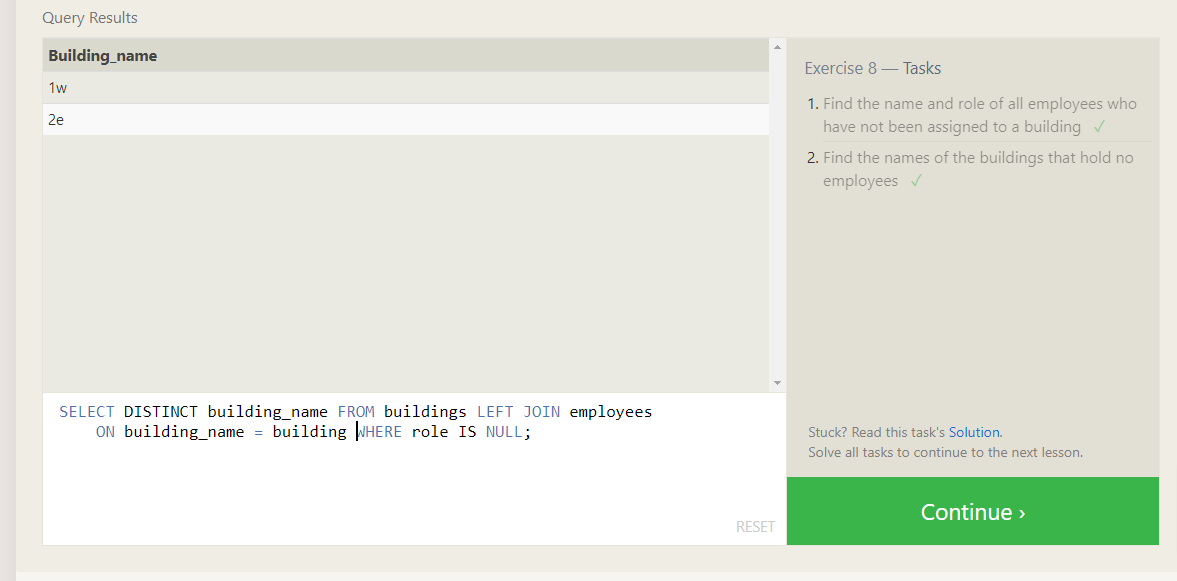 Query Results
Building_name
1w
2e
SELECT DISTINCT building_name FROM buildings LEFT JOIN employees
ON building_name = building WHERE role IS NULL;
RESET
Exercise 8 — Tasks
1. Find the name and role of all employees who
have not been assigned to a building ✓
2. Find the names of the buildings that hold no
employees ✓
Stuck? Read this task's Solution.
Solve all tasks to continue to the next lesson.
Continue ›